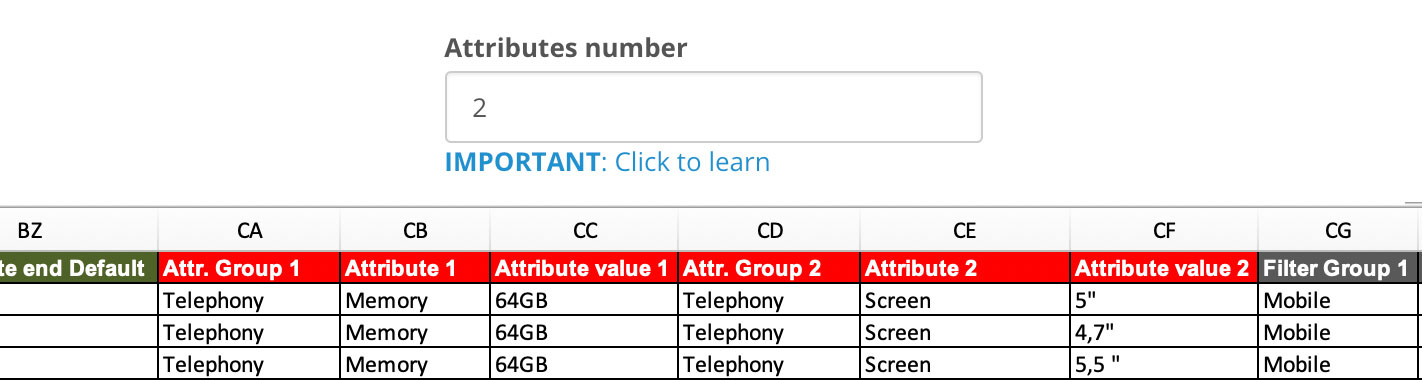 Attributes number
2
IMPORTANT: Click to learn
BZ CA CB CC CD CE CF CG
te end Default Attr. Group 1 Attribute 1 Attribute value 1 Attr. Group 2 Attribute 2 Attribute value 2 Filter Group 1
Telephony Memory 64GB Telephony Screen 5" Mobile
Telephony Memory 64GB Telephony Screen 4,7" Mobile
Telephony Memory 64GB Telephony Screen 5,5 " Mobile